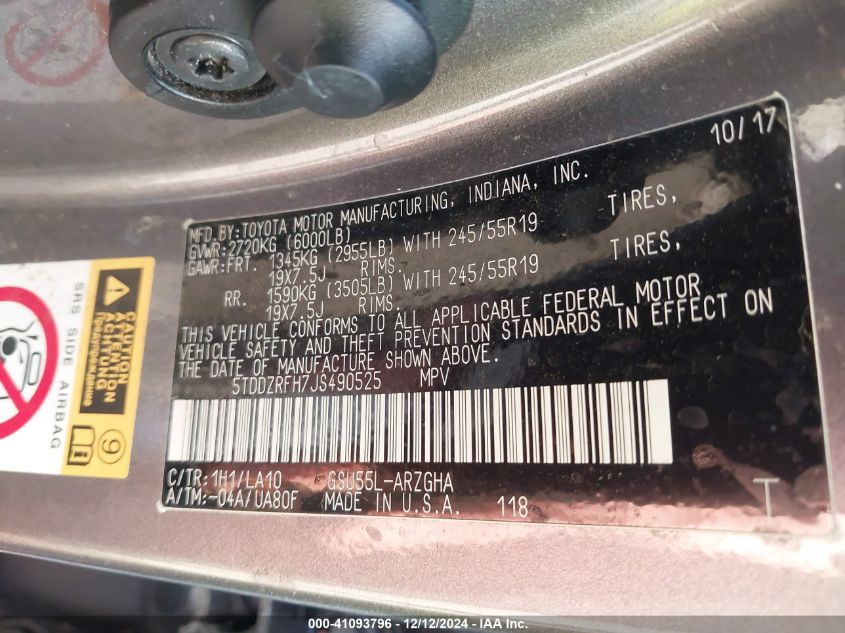 10/17
MFD.BY:TOYOTA MOTOR MANUFACTURING, INDIANA, INC.
GVWR:2720KG (6000LB)
GAWR:FRT. 1345KG (2955LB) WITH 245/55R19 TIRES,
19X7.5J RIMS.
RR. 1590KG (3505LB) WITH 245/55R19 TIRES,
19X7.5J RIMS.
THIS VEHICLE CONFORMS TO ALL APPLICABLE FEDERAL MOTOR
VEHICLE SAFETY AND THEFT PREVENTION STANDARDS IN EFFECT ON
THE DATE OF MANUFACTURE SHOWN ABOVE.
5TDDZRFH7JS490525 MPV
C/TR:1H1/LA10 GSU55L-ARZGHA
A/TM:-04A/UA80F MADE IN U.S.A. 118 T
CAUTION
ATTENTION
ACHTUNG
Предупреждение
SRS SIDE AIRBAG
9
i
000-41093796 - 12/12/2024 - IAA Inc.